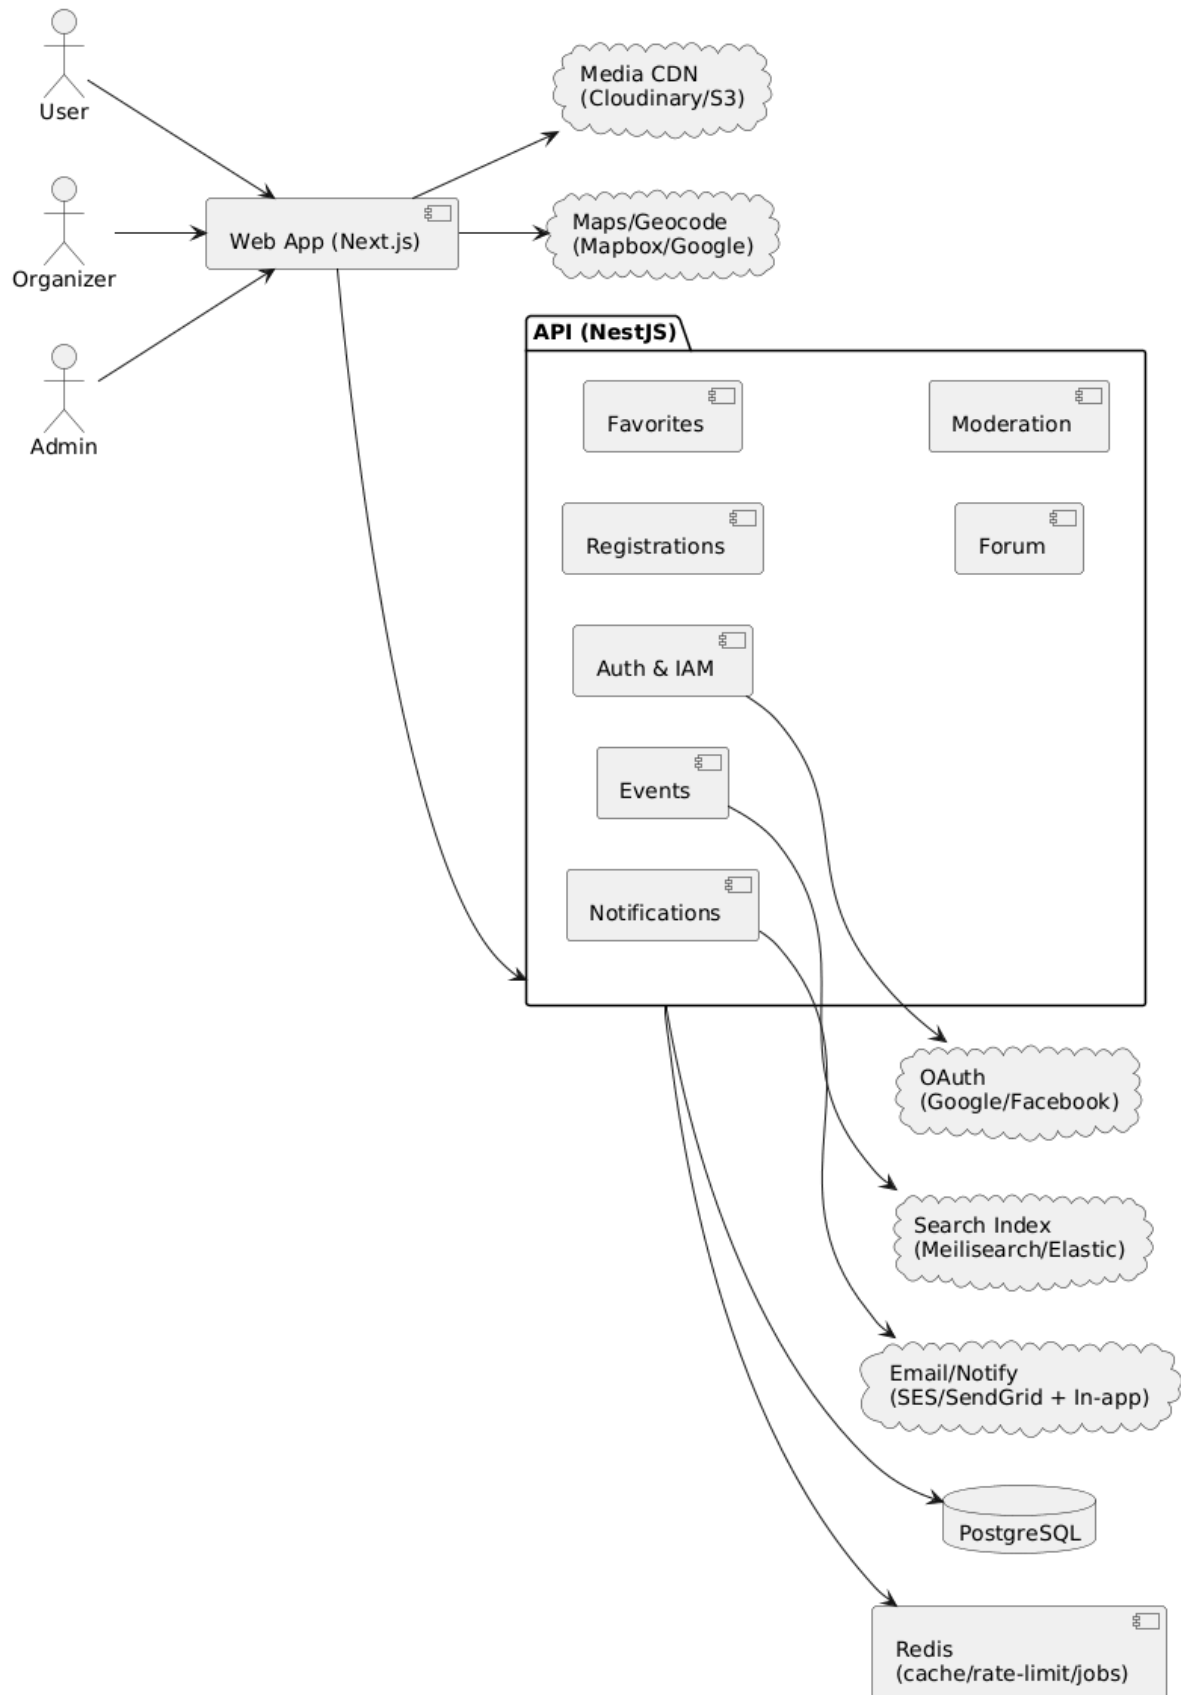 User
Organizer
Admin
Web App (Next.js)
Media CDN
(Cloudinary/S3)
Maps/Geocode
(Mapbox/Google)
API (NestJS)
Favorites
Moderation
Registrations
Forum
Auth & IAM
Events
Notifications
OAuth
(Google/Facebook)
Search Index
(Meilisearch/Elastic)
Email/Notify
(SES/SendGrid + In-app)
PostgreSQL
Redis
(cache/rate-limit/jobs)